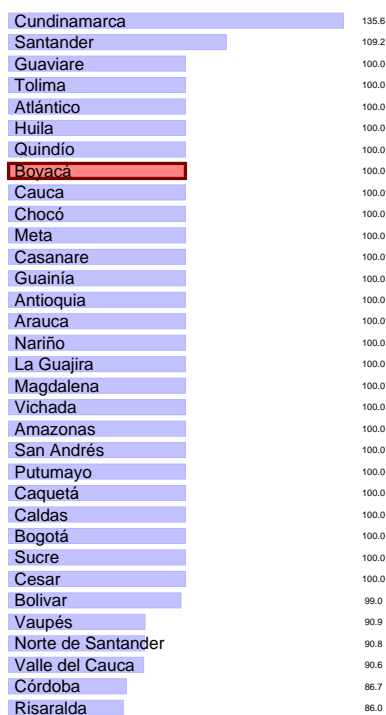 Cundinamarca 135.6
Santander 109.2
Guaviare 100.0
Tolima 100.0
Atlántico 100.0
Huila 100.0
Quindío 100.0
Boyacá 100.0
Cauca 100.0
Chocó 100.0
Meta 100.0
Casanare 100.0
Guainía 100.0
Antioquia 100.0
Arauca 100.0
Nariño 100.0
La Guajira 100.0
Magdalena 100.0
Vichada 100.0
Amazonas 100.0
San Andrés 100.0
Putumayo 100.0
Caquetá 100.0
Caldas 100.0
Bogotá 100.0
Sucre 100.0
Cesar 100.0
Bolivar 99.0
Vaupés 90.9
Norte de Santander 90.8
Valle del Cauca 90.6
Córdoba 86.7
Risaralda 86.0